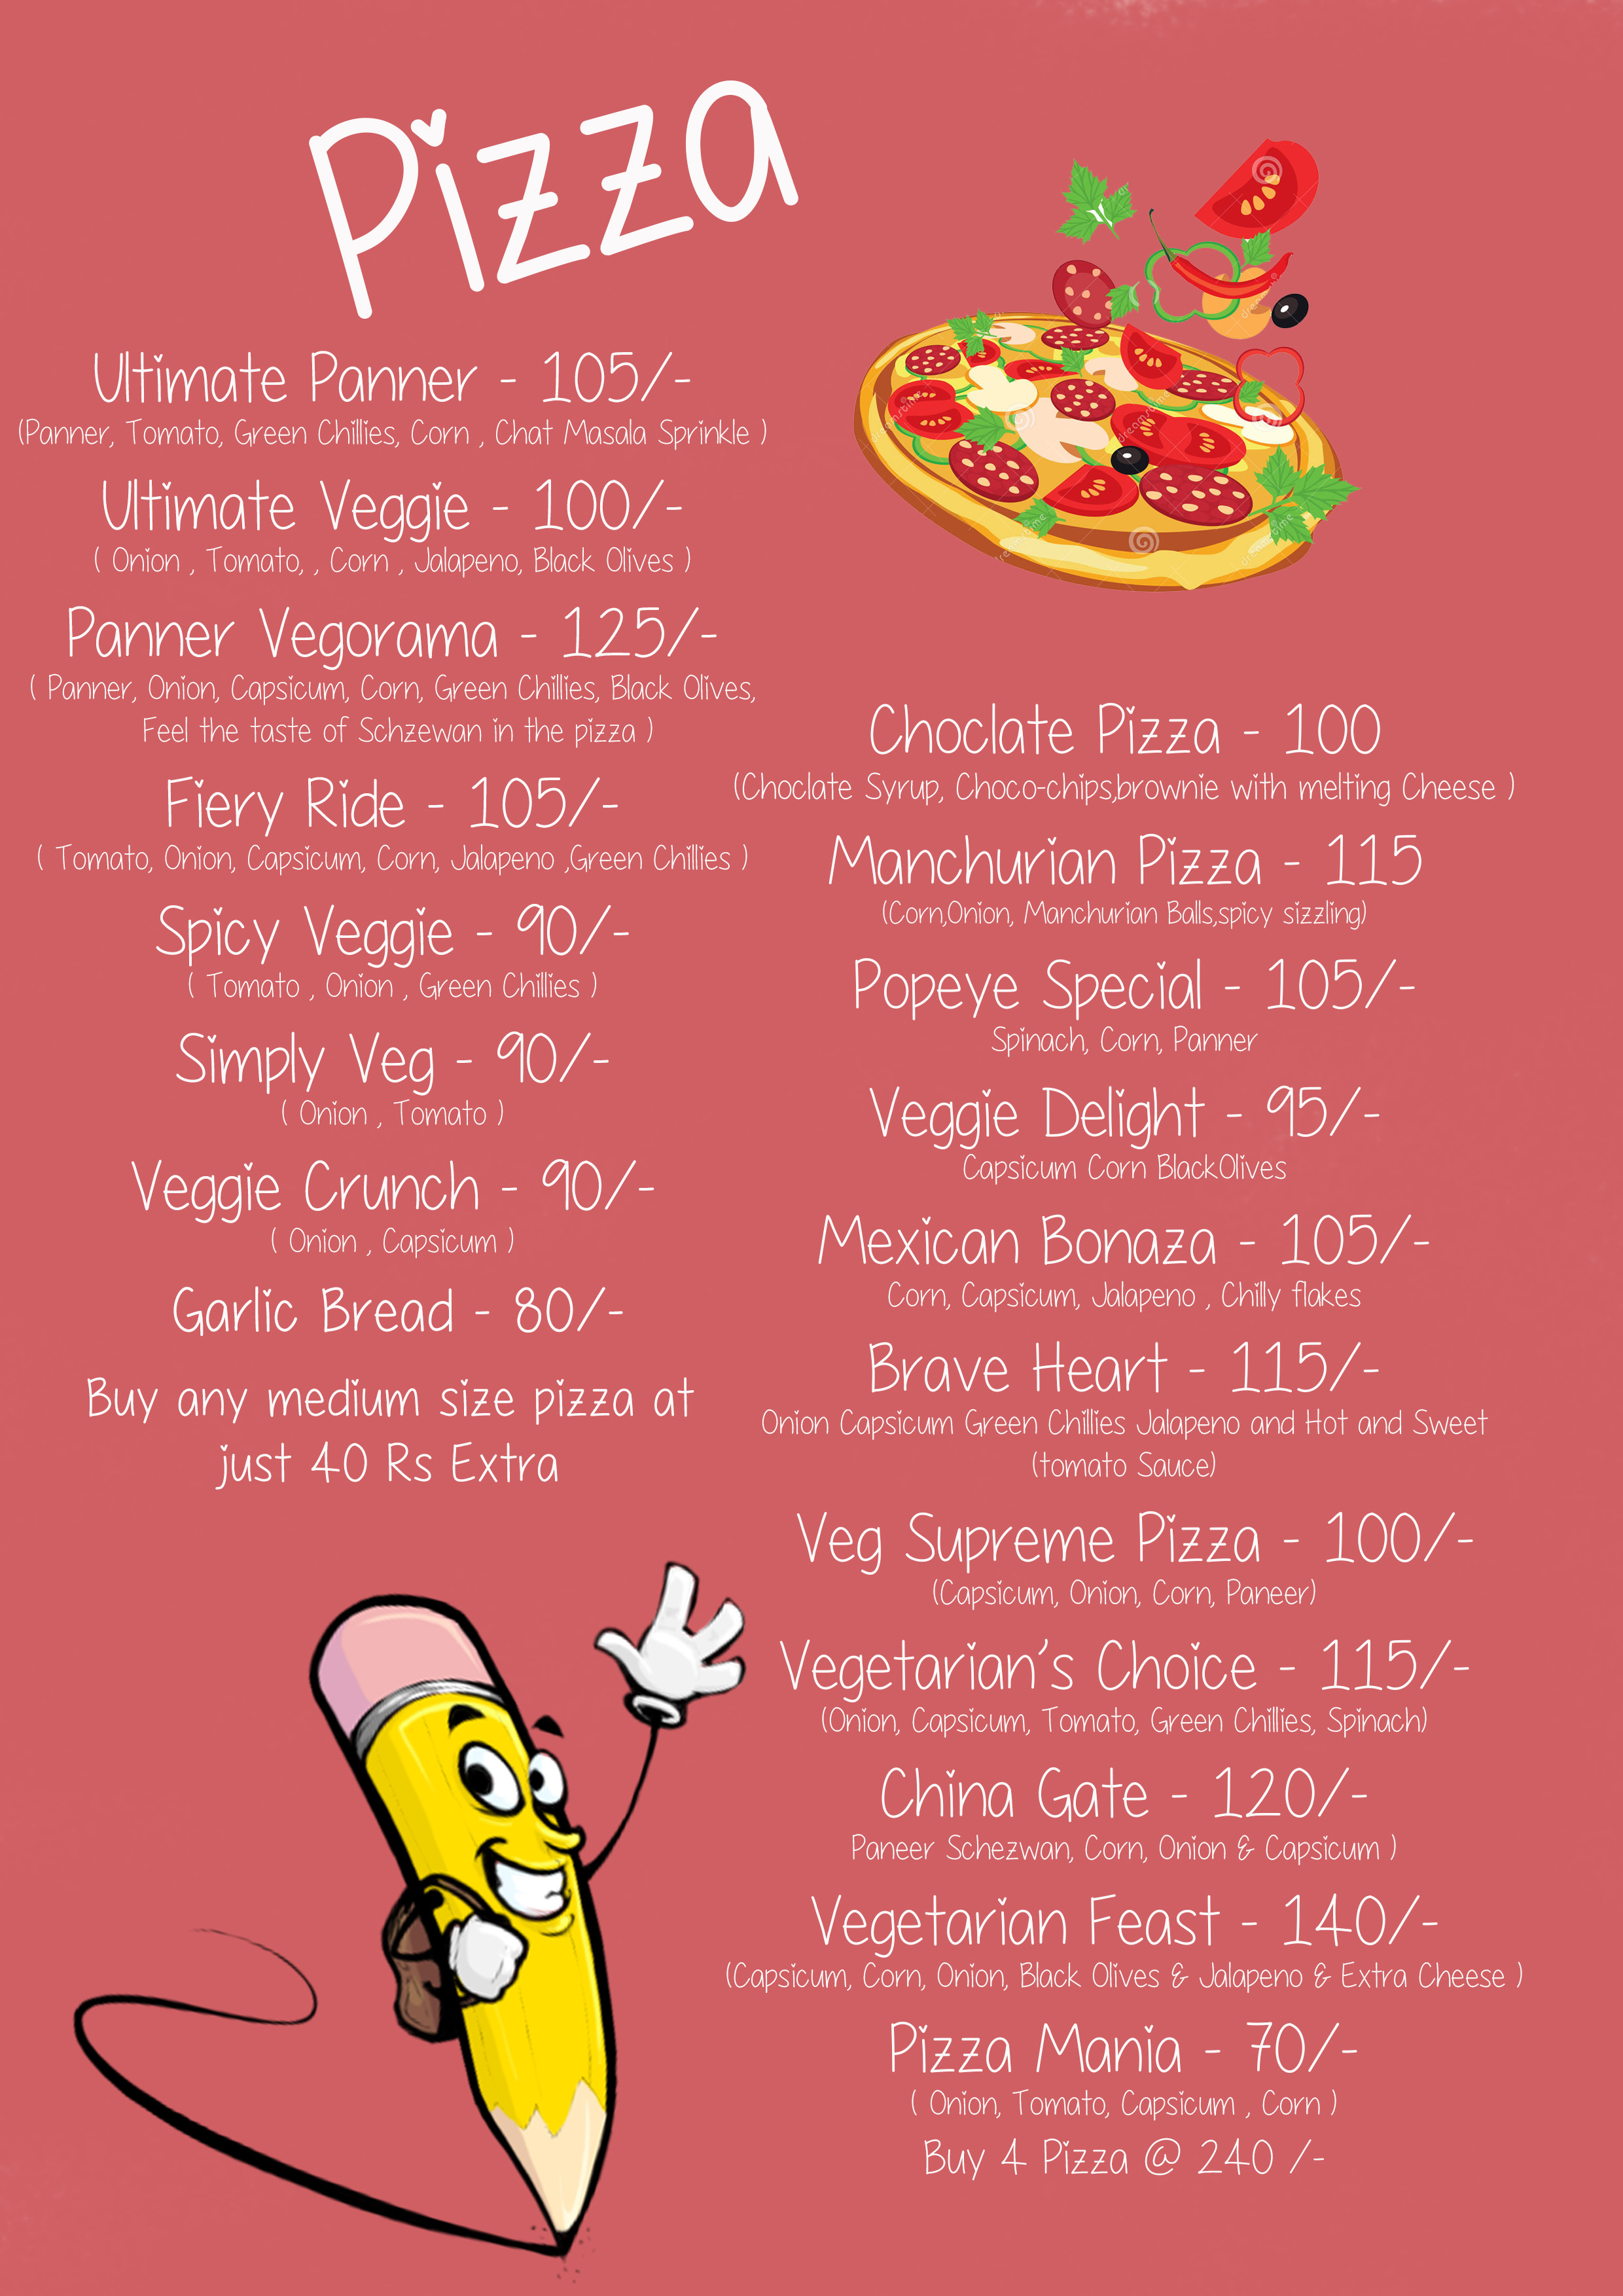 Pizza
Ultimate Panner - 105/-
(Panner, Tomato, Green Chillies, Corn , Chat Masala Sprinkle )
Ultimate Veggie - 100/-
( Onion , Tomato, , Corn , Jalapeno, Black Olives )
Panner Vegorama - 125/-
( Panner, Onion, Capsicum, Corn, Green Chillies, Black Olives,
Feel the taste of Schzewan in the pizza )
Fiery Ride - 105/-
( Tomato, Onion, Capsicum, Corn, Jalapeno ,Green Chillies )
Spicy Veggie - 90/-
( Tomato , Onion , Green Chillies )
Simply Veg - 90/-
( Onion , Tomato )
Veggie Crunch - 90/-
( Onion , Capsicum )
Garlic Bread - 80/-
Buy any medium size pizza at
just 40 Rs Extra
Choclate Pizza - 100
(Choclate Syrup, Choco-chips,brownie with melting Cheese )
Manchurian Pizza - 115
(Corn,Onion, Manchurian Balls,spicy sizzling)
Popeye Special - 105/-
Spinach, Corn, Panner
Veggie Delight - 95/-
Capsicum Corn BlackOlives
Mexican Bonaza - 105/-
Corn, Capsicum, Jalapeno , Chilly flakes
Brave Heart - 115/-
Onion Capsicum Green Chillies Jalapeno and Hot and Sweet
(tomato Sauce)
Veg Supreme Pizza - 100/-
(Capsicum, Onion, Corn, Paneer)
Vegetarian's Choice - 115/-
(Onion, Capsicum, Tomato, Green Chillies, Spinach)
China Gate - 120/-
Paneer Schezwan, Corn, Onion & Capsicum )
Vegetarian Feast - 140/-
(Capsicum, Corn, Onion, Black Olives & Jalapeno & Extra Cheese )
Pizza Mania - 70/-
( Onion, Tomato, Capsicum , Corn )
Buy 4 Pizza @ 240 /-